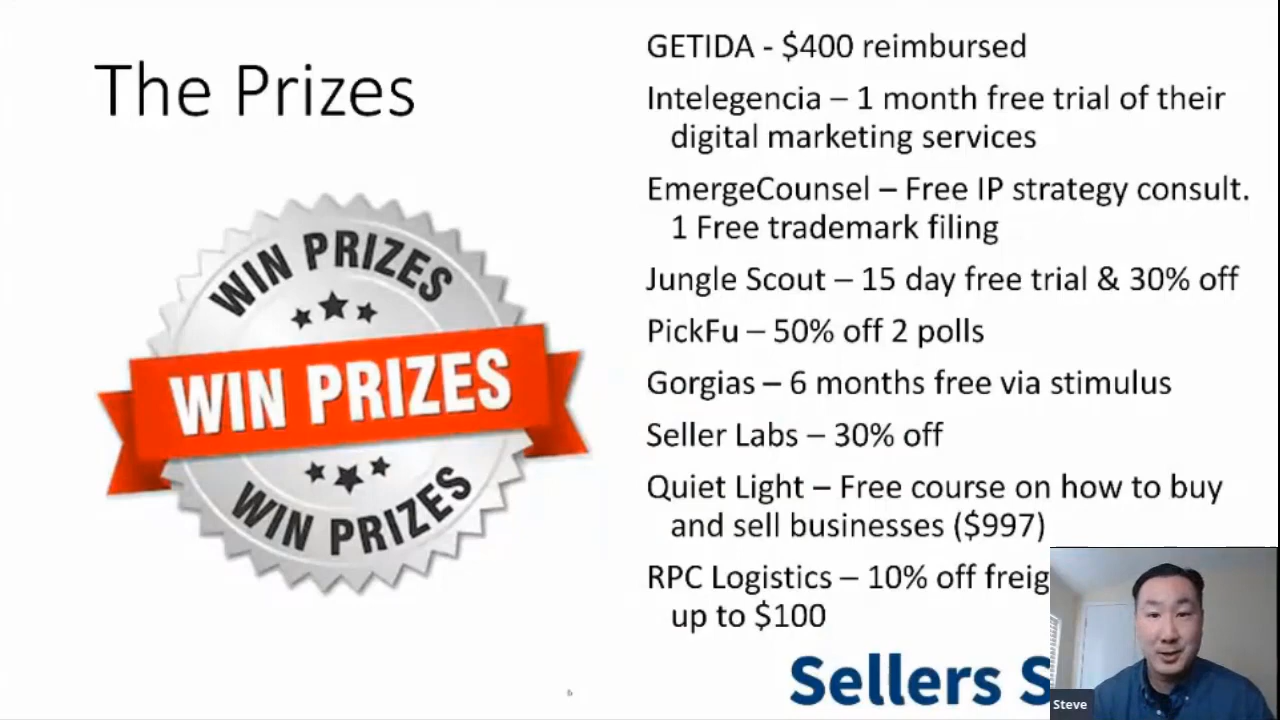 The Prizes
WIN PRIZES
WIN PRIZES
WIN PRIZES
GETIDA - $400 reimbursed
Intelegencia – 1 month free trial of their
digital marketing services
EmergeCounsel – Free IP strategy consult.
1 Free trademark filing
Jungle Scout – 15 day free trial & 30% off
PickFu – 50% off 2 polls
Gorgias – 6 months free via stimulus
Seller Labs – 30% off
Quiet Light – Free course on how to buy
and sell businesses ($997)
RPC Logistics – 10% off freig
up to $100
Sellers S
Steve